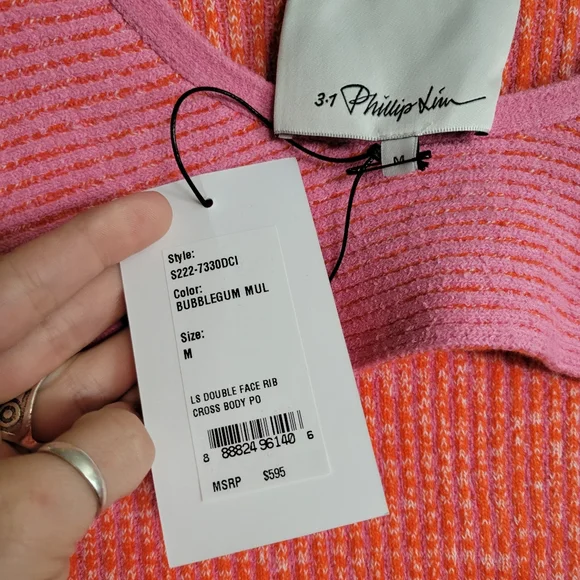 3.1 Phillip Lim
M
Style:
S222-7330DCI
Color:
BUBBLEGUM MUL
Size:
M
LS DOUBLE FACE RIB
CROSS BODY PO
8 88824 96140 6
MSRP $595